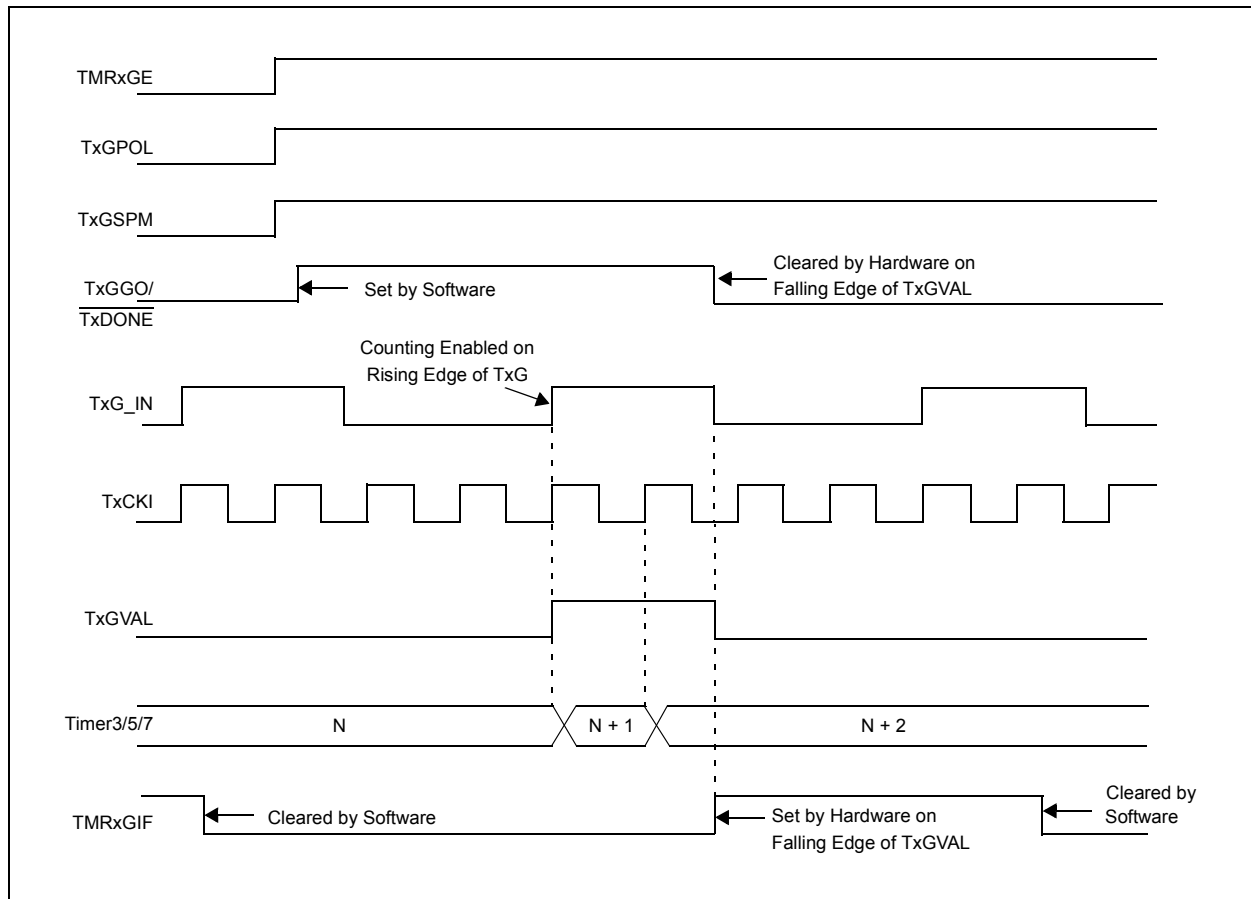 TMRxGE
TxGPOL
TxGSPM
TxGGO/
TxDONE
Set by Software
Cleared by Hardware on
Falling Edge of TxGVAL
Counting Enabled on
Rising Edge of TxG
TxG_IN
TxCKI
TxGVAL
Timer3/5/7
N
N + 1
N + 2
TMRxGIF
Cleared by Software
Set by Hardware on
Falling Edge of TxGVAL
Cleared by
Software